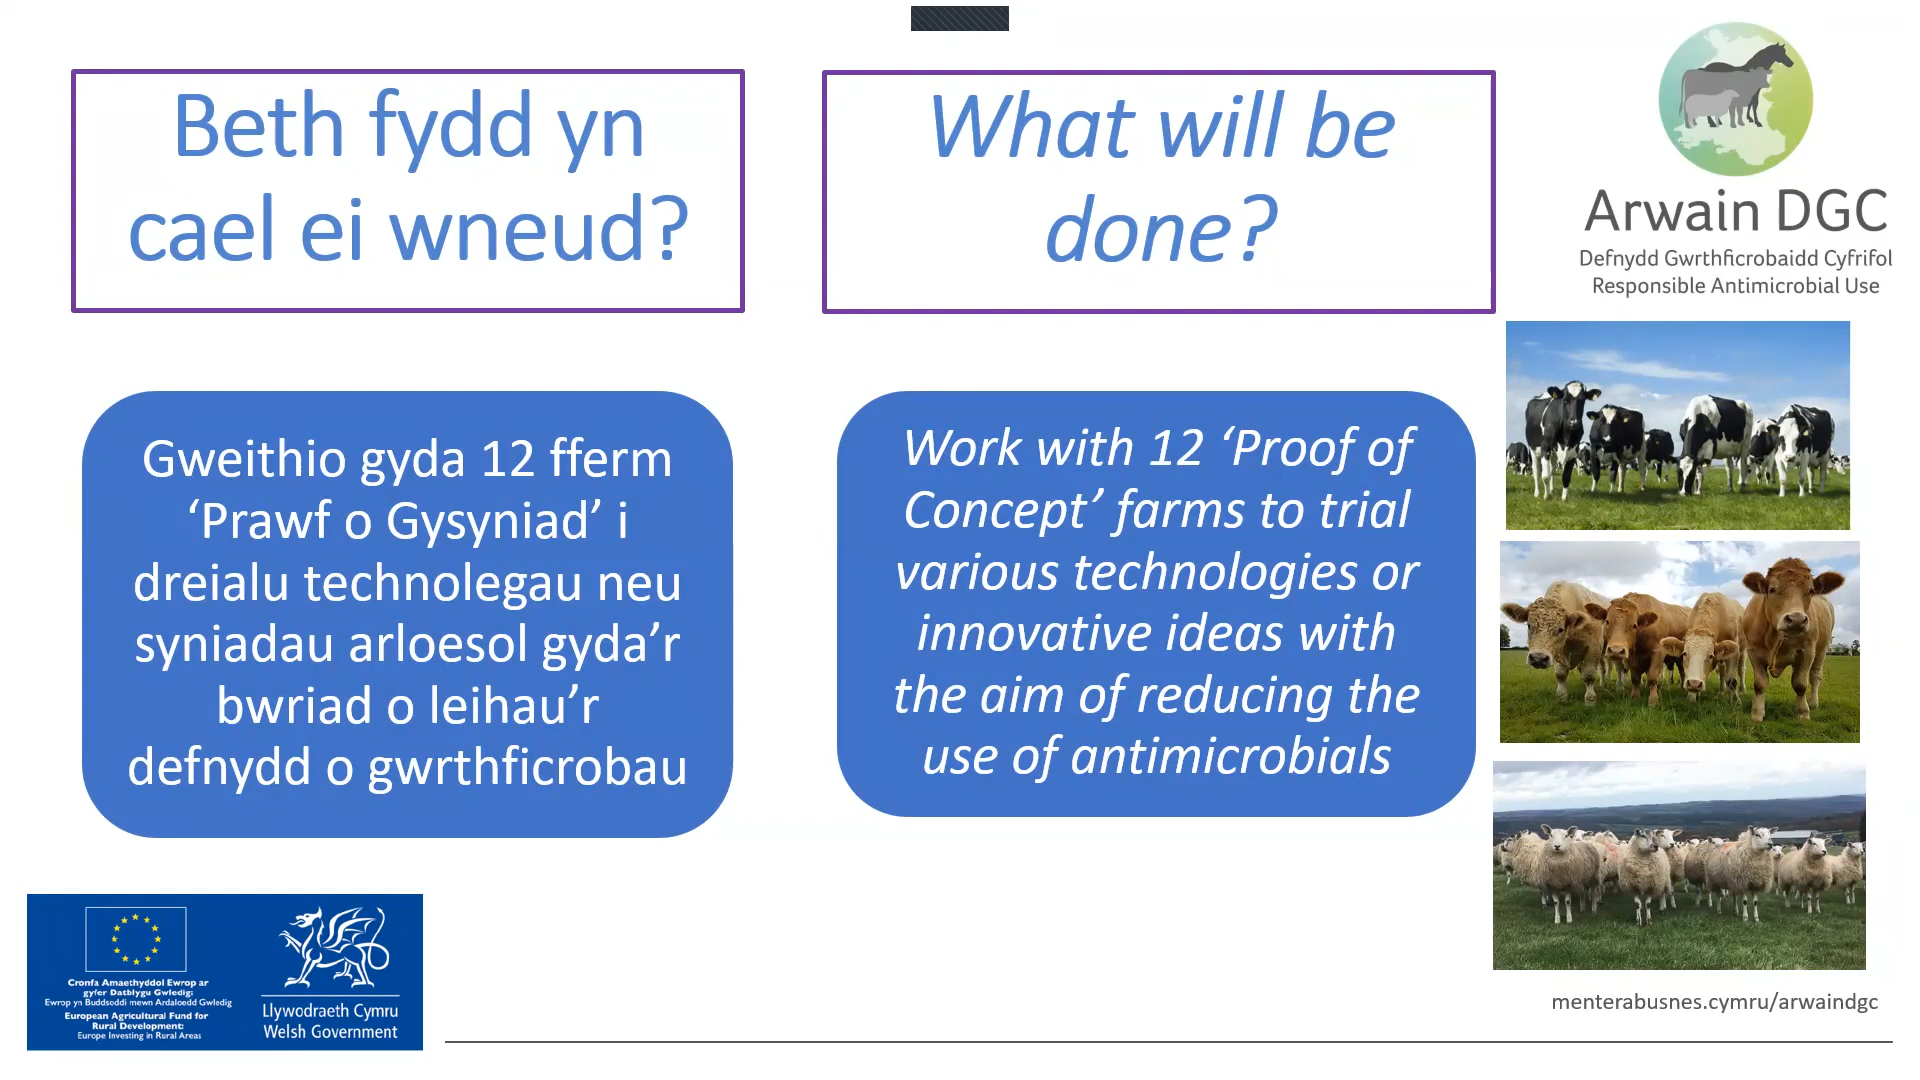 Beth fydd yn
cael ei wneud?
What will be
done?
Arwain DGC
Defnydd Gwrthficrobaidd Cyfrifol
Responsible Antimicrobial Use
Gweithio gyda 12 fferm
‘Prawf o Gysyniad’ i
dreialu technolegau neu
syniadau arloesol gyda’r
bwriad o leihau’r
defnydd o gwrthficrobau
Work with 12 ‘Proof of
Concept’ farms to trial
various technologies or
innovative ideas with
the aim of reducing the
use of antimicrobials
Cronfa Amaethyddol Ewrop ar
gyfer Datblygu Gwledig:
Ewrop yn Buddsoddi mewn Ardaloedd Gwledig
European Agricultural Fund for
Rural Development:
Europe Investing in Rural Areas
Llywodraeth Cymru
Welsh Government
menterabusnes.cymru/arwaindgc